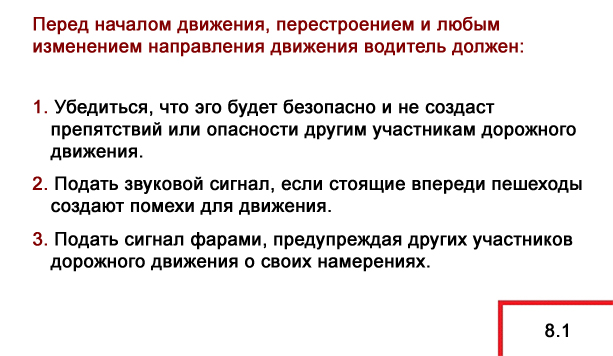 Перед началом движения, перестроением и любым
изменением направления движения водитель должен:
1. Убедиться, что эго будет безопасно и не создаст
препятствий или опасности другим участникам дорожного
движения.
2. Подать звуковой сигнал, если стоящие впереди пешеходы
создают помехи для движения.
3. Подать сигнал фарами, предупреждая других участников
дорожного движения о своих намерениях.
8.1